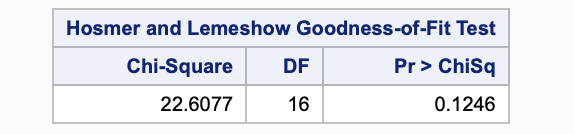 Hosmer and Lemeshow Goodness-of-Fit Test
Chi-Square DF Pr > ChiSq
22.6077 16 0.1246